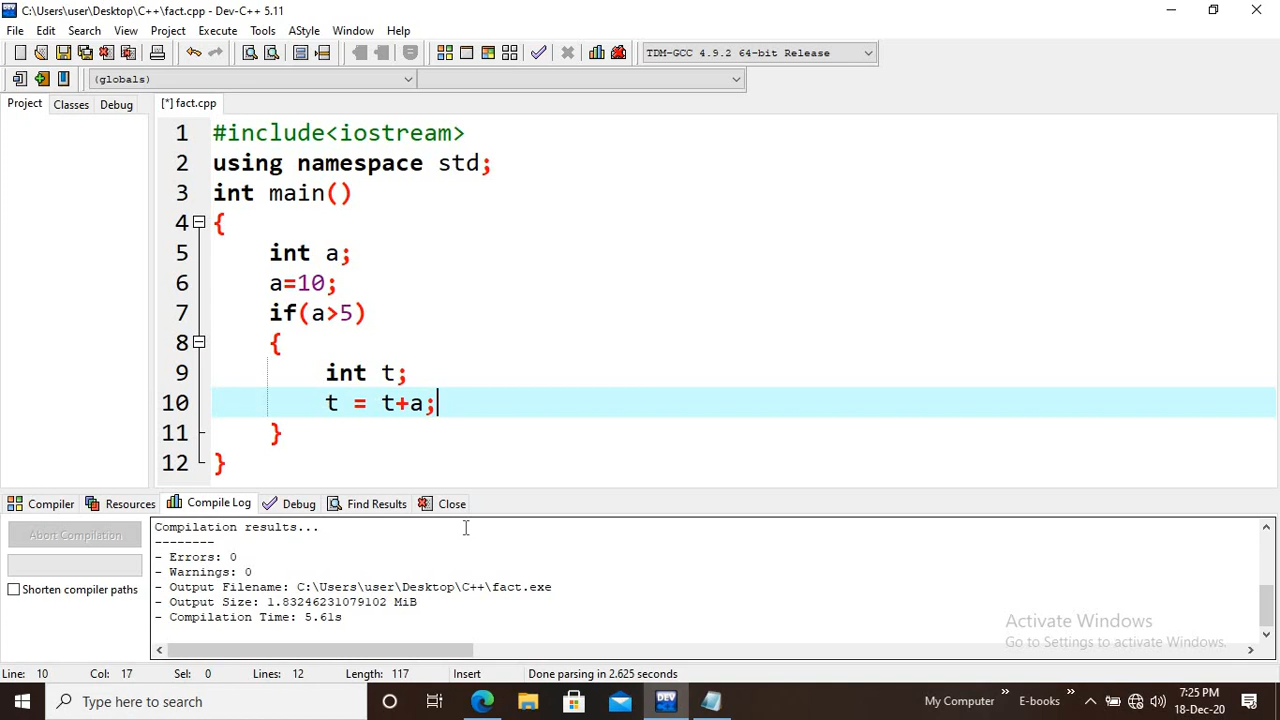 C:\Users\user\Desktop\C++\fact.cpp - Dev-C++ 5.11
File Edit Search View Project Execute Tools AStyle Window Help
TDM-GCC 4.9.2 64-bit Release
(globals)
Project Classes Debug [*] fact.cpp
1 #include<iostream>
2 using namespace std;
3 int main()
4 {
5 int a;
6 a=10;
7 if(a>5)
8 {
9 int t;
10 t = t+a;
11 }
12 }
Compiler Resources Compile Log Debug Find Results Close
Abort Compilation
Shorten compiler paths
Compilation results...
--------
- Errors: 0
- Warnings: 0
- Output Filename: C:\Users\user\Desktop\C++\fact.exe
- Output Size: 1.83246231079102 MiB
- Compilation Time: 5.61s
Activate Windows
Go to Settings to activate Windows.
Line: 10 Col: 17 Sel: 0 Lines: 12 Length: 117 Insert Done parsing in 2.625 seconds
Type here to search
DEV
My Computer » E-books »
7:25 PM
18-Dec-20